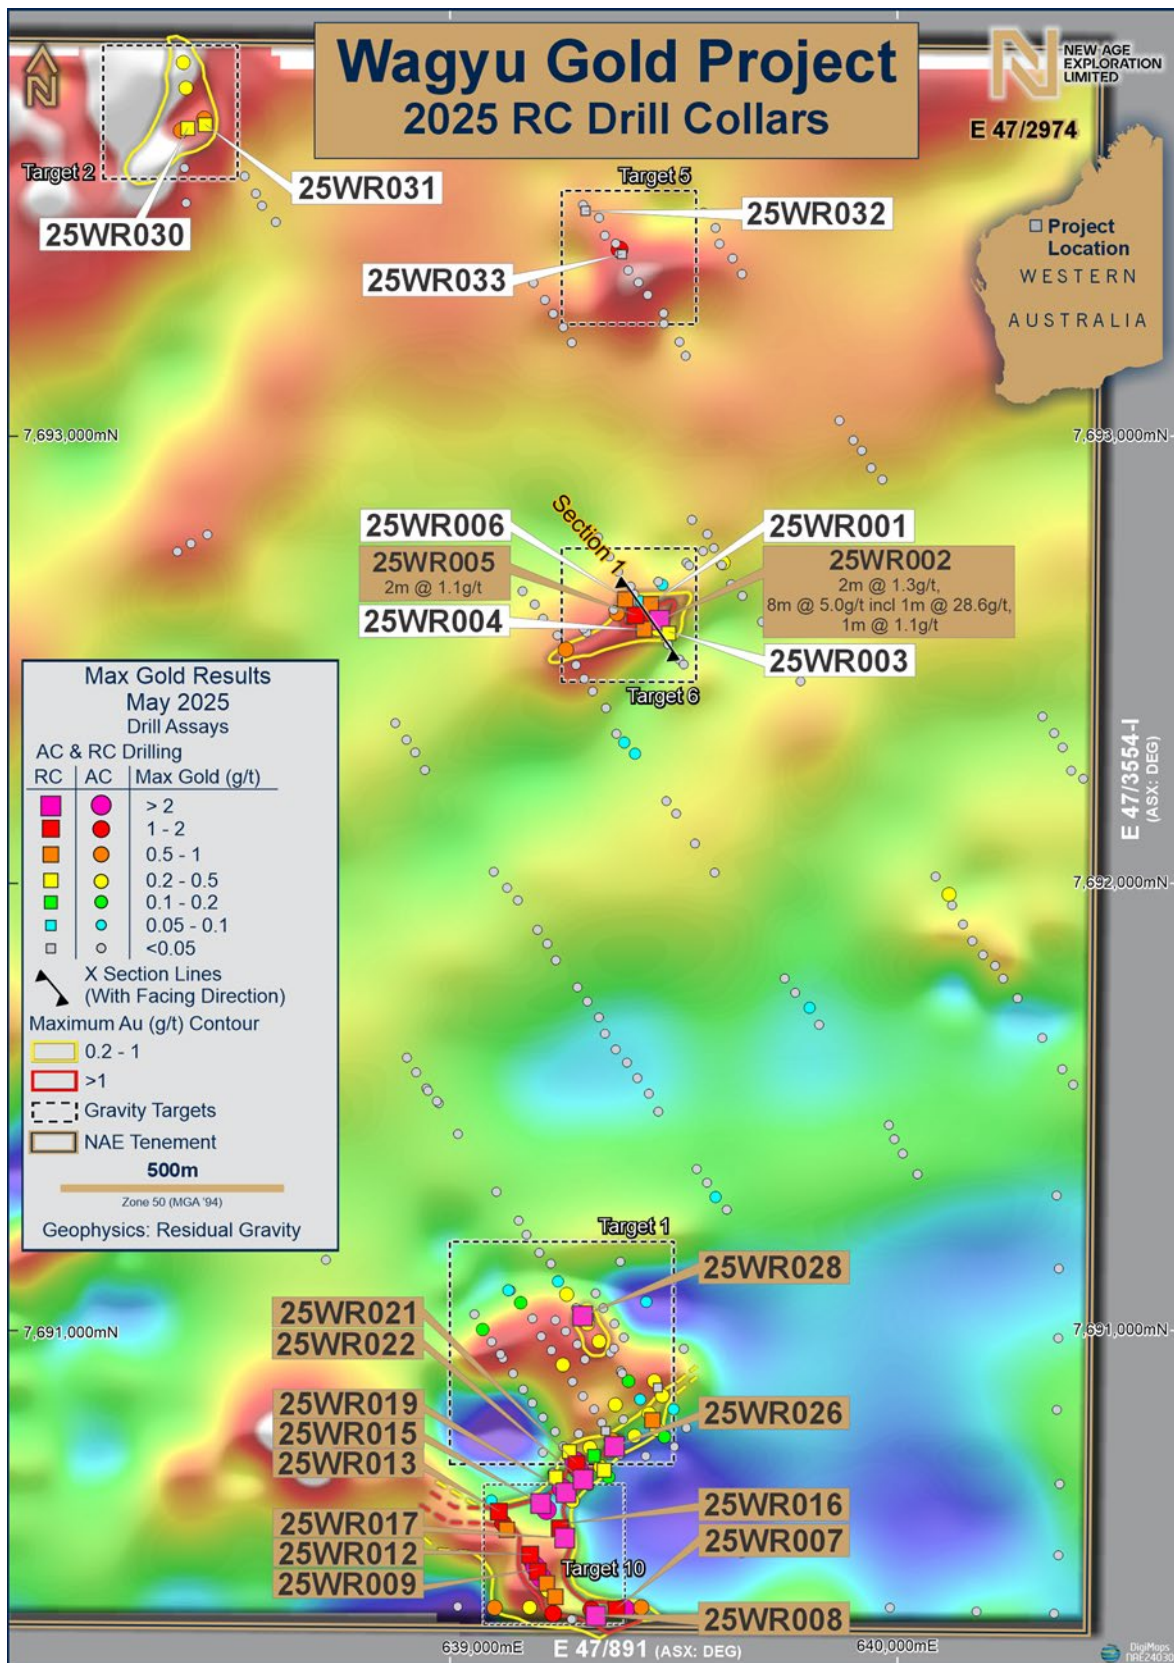 Wagyu Gold Project
2025 RC Drill Collars
NEW AGE
EXPLORATION
LIMITED
N
E 47/2974
Target 2
25WR031
25WR030
Target 5
25WR032
25WR033
Project
Location
WESTERN
AUSTRALIA
7,693,000mN
7,693,000mN
Section 1
25WR006
25WR005
2m @ 1.1g/t
25WR004
25WR001
25WR002
2m @ 1.3g/t,
8m @ 5.0g/t incl 1m @ 28.6g/t,
1m @ 1.1g/t
25WR003
Target 6
Max Gold Results
May 2025
Drill Assays
AC & RC Drilling
RC AC Max Gold (g/t)
> 2
1 - 2
0.5 - 1
0.2 - 0.5
0.1 - 0.2
0.05 - 0.1
<0.05
X Section Lines
(With Facing Direction)
Maximum Au (g/t) Contour
0.2 - 1
>1
Gravity Targets
NAE Tenement
500m
Zone 50 (MGA '94)
Geophysics: Residual Gravity
E 47/3554-I
(ASX: DEG)
7,692,000mN
Target 1
25WR028
25WR021
25WR022
7,691,000mN
7,691,000mN
25WR019
25WR015
25WR013
25WR026
25WR017
25WR012
25WR009
25WR016
25WR007
Target 10
25WR008
639,000mE
E 47/891 (ASX: DEG)
640,000mE
DigiMaps